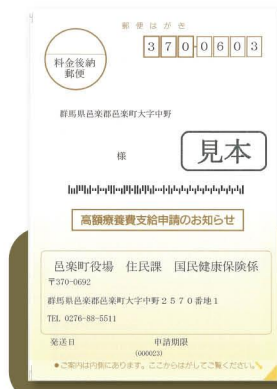 郵便はがき
料金後納
郵便
370-0603
群馬県邑楽郡邑楽町大字中野
様
見本
高額療養費支給申請のお知らせ
邑楽町役場 住民課 国民健康保険係
〒370-0692
群馬県邑楽郡邑楽町大字中野2570番地1
TEL 0276-88-5511
発送日 申請期限
(000023)
●ご案内は内側にあります。ここからはがしてご覧ください。